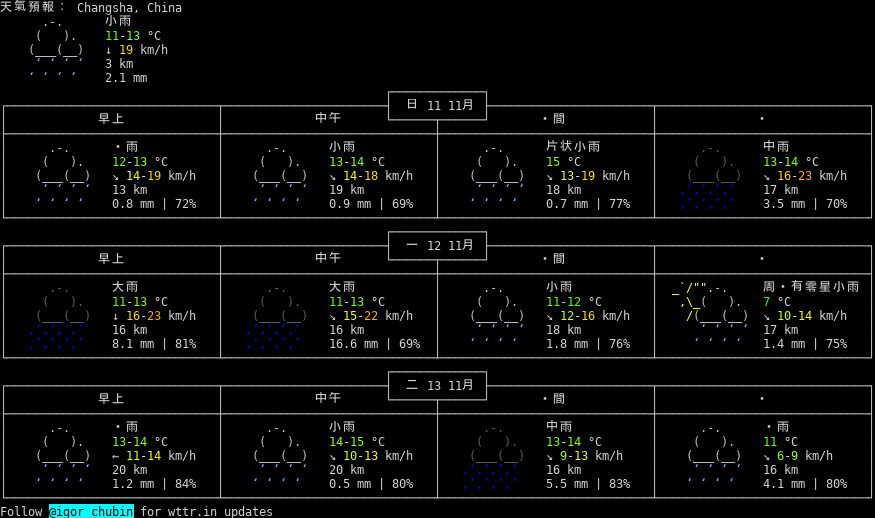 天氣預報： Changsha, China
小雨
11-13 °C
↓ 19 km/h
3 km
2.1 mm
日 11 11月
早上 中午 ・間 ・
・雨 小雨 片状小雨 中雨
12-13 °C 13-14 °C 15 °C 13-14 °C
↘ 14-19 km/h ↘ 14-18 km/h ↘ 13-19 km/h ↘ 16-23 km/h
13 km 19 km 18 km 17 km
0.8 mm | 72% 0.9 mm | 69% 0.7 mm | 77% 3.5 mm | 70%
一 12 11月
早上 中午 ・間 ・
大雨 大雨 小雨 周・有零星小雨
11-13 °C 11-13 °C 11-12 °C 7 °C
↓ 16-23 km/h ↘ 15-22 km/h ↘ 12-16 km/h ↘ 10-14 km/h
16 km 16 km 18 km 17 km
8.1 mm | 81% 16.6 mm | 69% 1.8 mm | 76% 1.4 mm | 75%
二 13 11月
早上 中午 ・間 ・
・雨 小雨 中雨 ・雨
13-14 °C 14-15 °C 13-14 °C 11 °C
← 11-14 km/h ↘ 10-13 km/h ↘ 9-13 km/h ↘ 6-9 km/h
20 km 20 km 16 km 16 km
1.2 mm | 84% 0.5 mm | 80% 5.5 mm | 83% 4.1 mm | 80%
Follow @igor_chubin for wttr.in updates